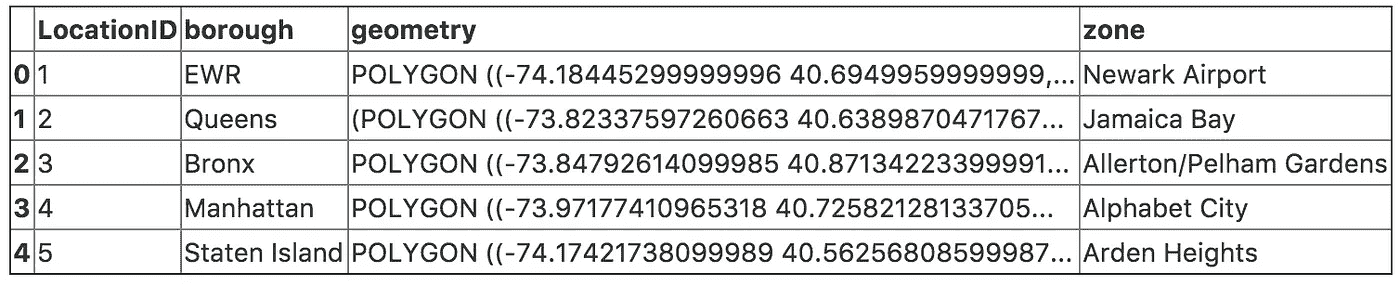 LocationID borough geometry zone
0 1 EWR POLYGON ((-74.18445299999996 40.6949959999999,... Newark Airport
1 2 Queens (POLYGON ((-73.82337597260663 40.6389870471767... Jamaica Bay
2 3 Bronx POLYGON ((-73.84792614099985 40.87134223399991... Allerton/Pelham Gardens
3 4 Manhattan POLYGON ((-73.97177410965318 40.72582128133705... Alphabet City
4 5 Staten Island POLYGON ((-74.17421738099989 40.56256808599987... Arden Heights